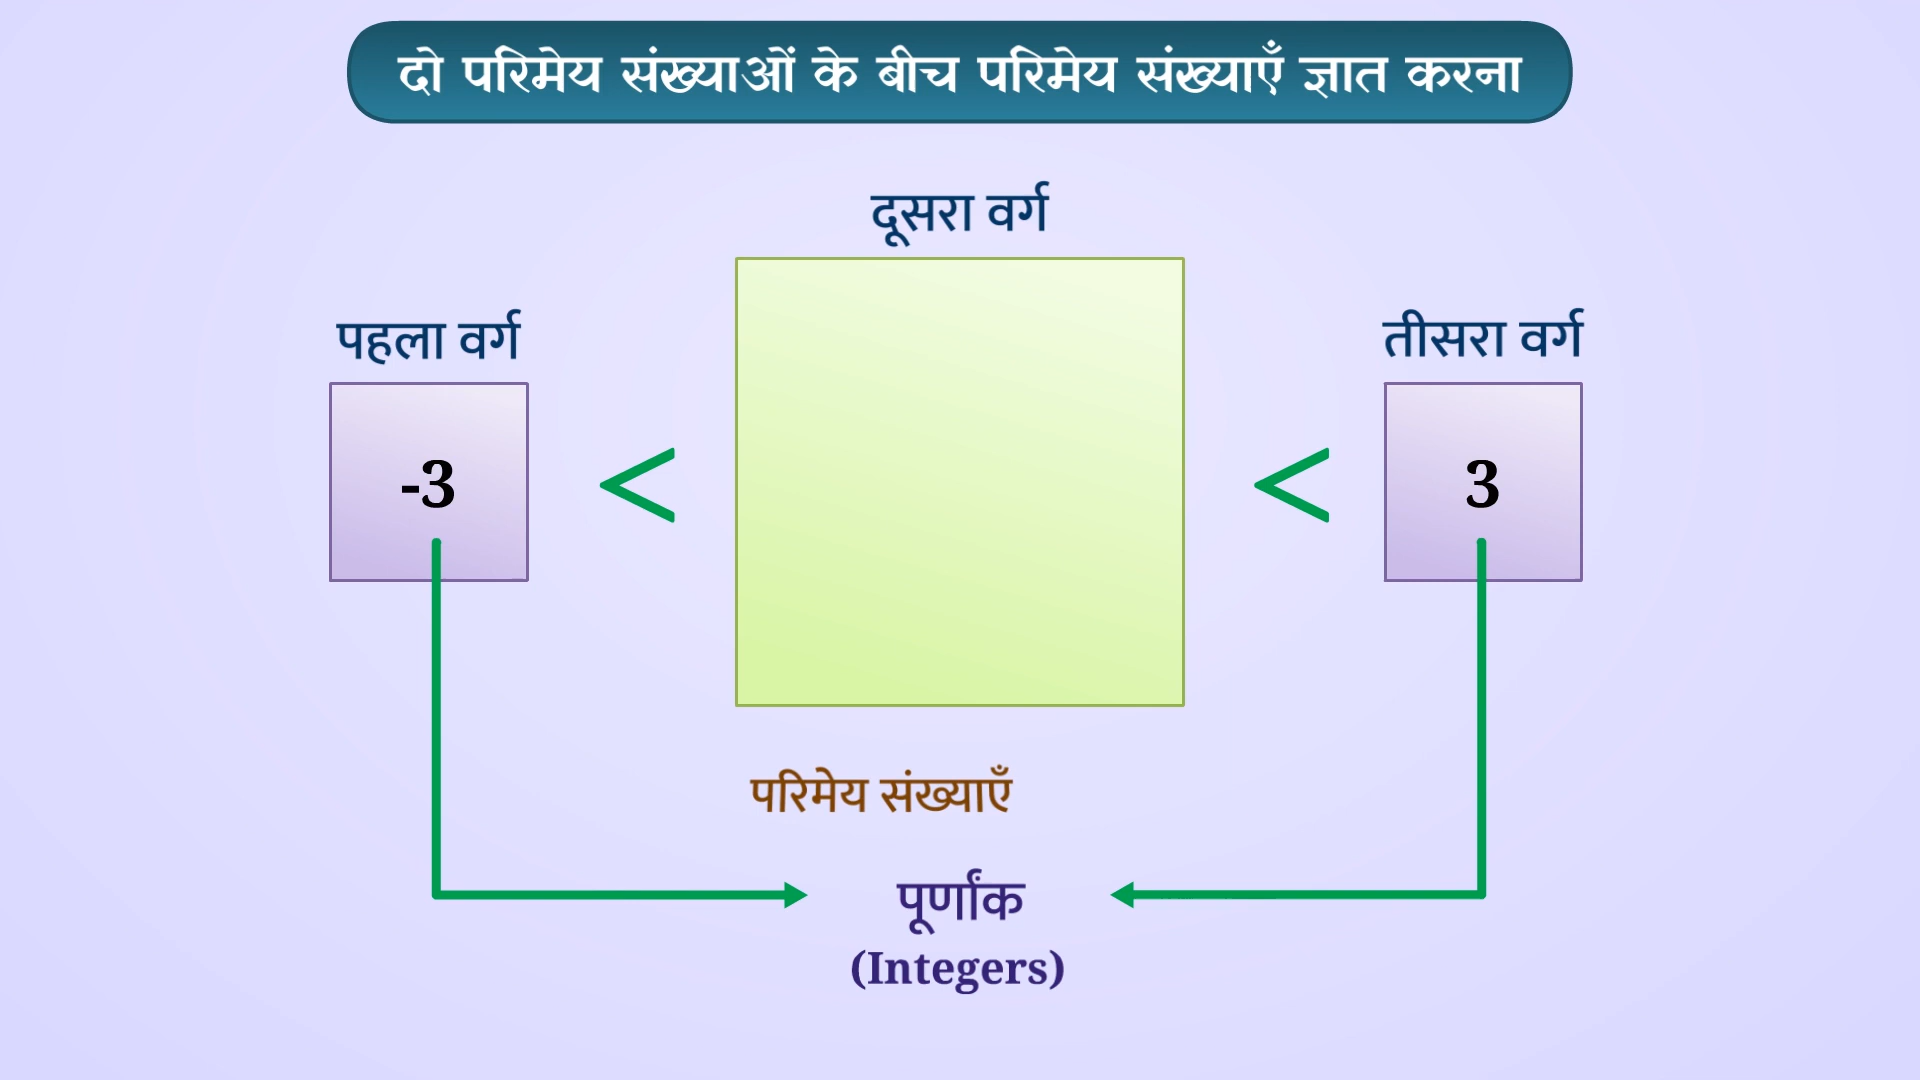 दो परिमेय संख्याओं के बीच परिमेय संख्याएँ ज्ञात करना
दूसरा वर्ग
पहला वर्ग
तीसरा वर्ग
-3 < < 3
परिमेय संख्याएँ
पूर्णांक
(Integers)